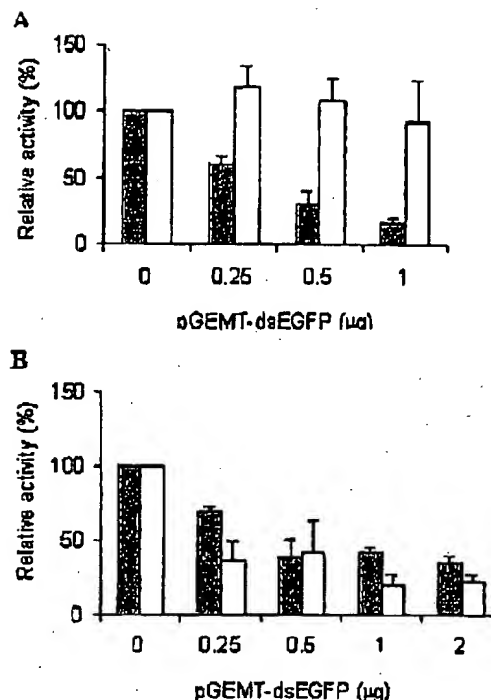 A
Relative activity (%)
150
100
50
0
0 0.25 0.5 1
pGEMT-dsEGFP (µg)
B
Relative activity (%)
150
100
50
0
0 0.25 0.5 1 2
pGEMT-dsEGFP (µg)